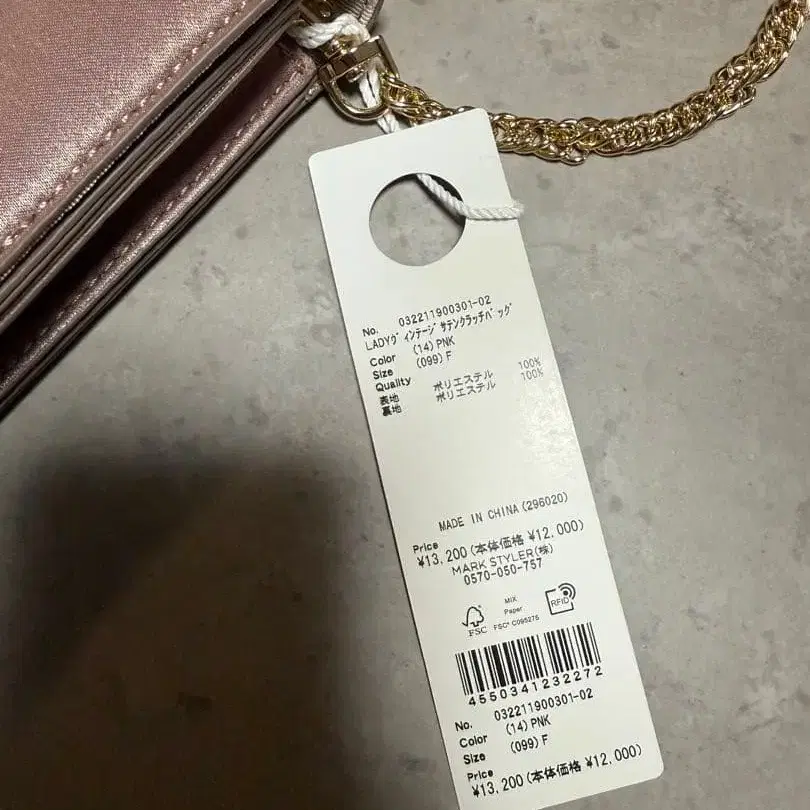 No. 032211900301-02
LADYヴィンテージサテンクラッチバッグ
Color (14) PNK
Size (099) F
Quality
表地 ポリエステル 100%
裏地 ポリエステル 100%
MADE IN CHINA (296020)
Price
¥13,200(本体価格 ¥12,000)
MARK STYLER(株)
0570-050-757
FSC
MIX
Paper
FSC® C095275
RFID
4550341232272
No. 032211900301-02
Color (14) PNK
Size (099) F
Price
¥13,200(本体価格 ¥12,000)